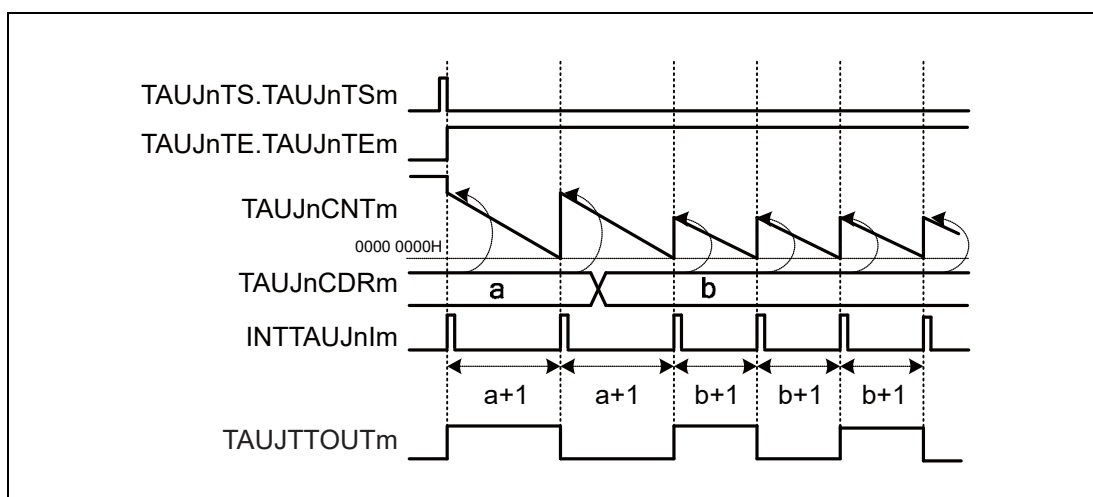 TAUJnTS.TAUJnTSm
TAUJnTE.TAUJnTEm
TAUJnCNTm
0000 0000H
TAUJnCDRm
a b
INTTAUJnIm
a+1 a+1 b+1 b+1 b+1
TAUJTTOUTm